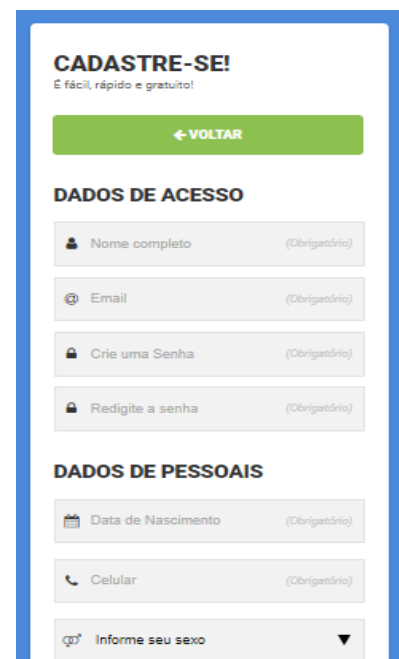 CADASTRE-SE!
É fácil, rápido e gratuito!
VOLTAR
DADOS DE ACESSO
Nome completo (Obrigatório)
@ Email (Obrigatório)
Crie uma Senha (Obrigatório)
Redigite a senha (Obrigatório)
DADOS DE PESSOAIS
Data de Nascimento (Obrigatório)
Celular (Obrigatório)
Informe seu sexo